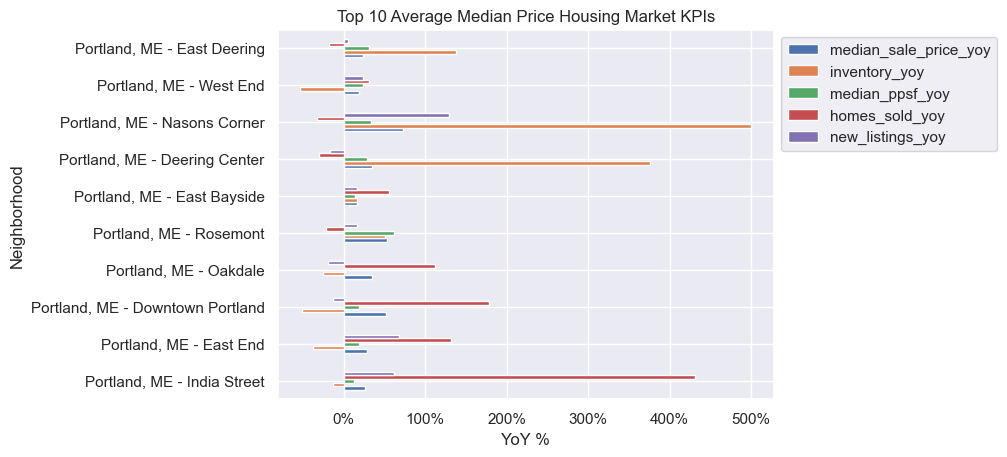 Top 10 Average Median Price Housing Market KPIs
Neighborhood
Portland, ME - East Deering
Portland, ME - West End
Portland, ME - Nasons Corner
Portland, ME - Deering Center
Portland, ME - East Bayside
Portland, ME - Rosemont
Portland, ME - Oakdale
Portland, ME - Downtown Portland
Portland, ME - East End
Portland, ME - India Street
0% 100% 200% 300% 400% 500%
YoY %
median_sale_price_yoy
inventory_yoy
median_ppsf_yoy
homes_sold_yoy
new_listings_yoy